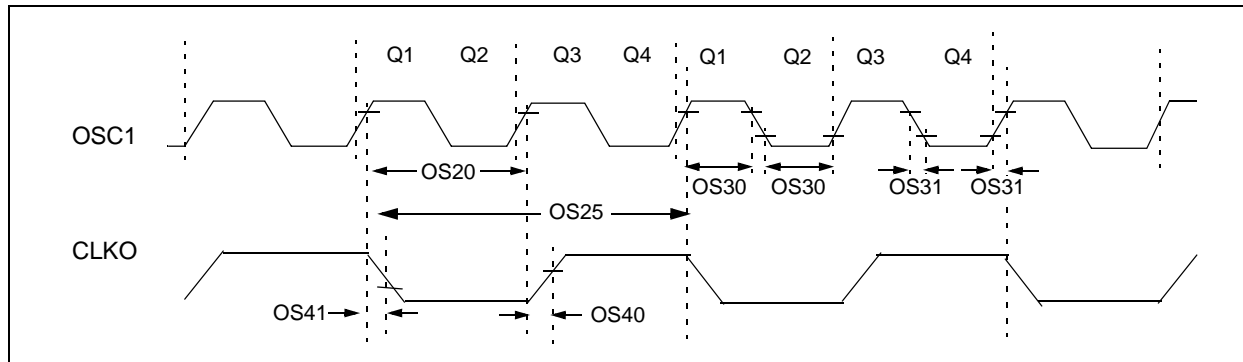 Q1 Q2 Q3 Q4 Q1 Q2 Q3 Q4
OSC1
OS20 OS30 OS30 OS31 OS31
OS25
CLKO
OS41 OS40